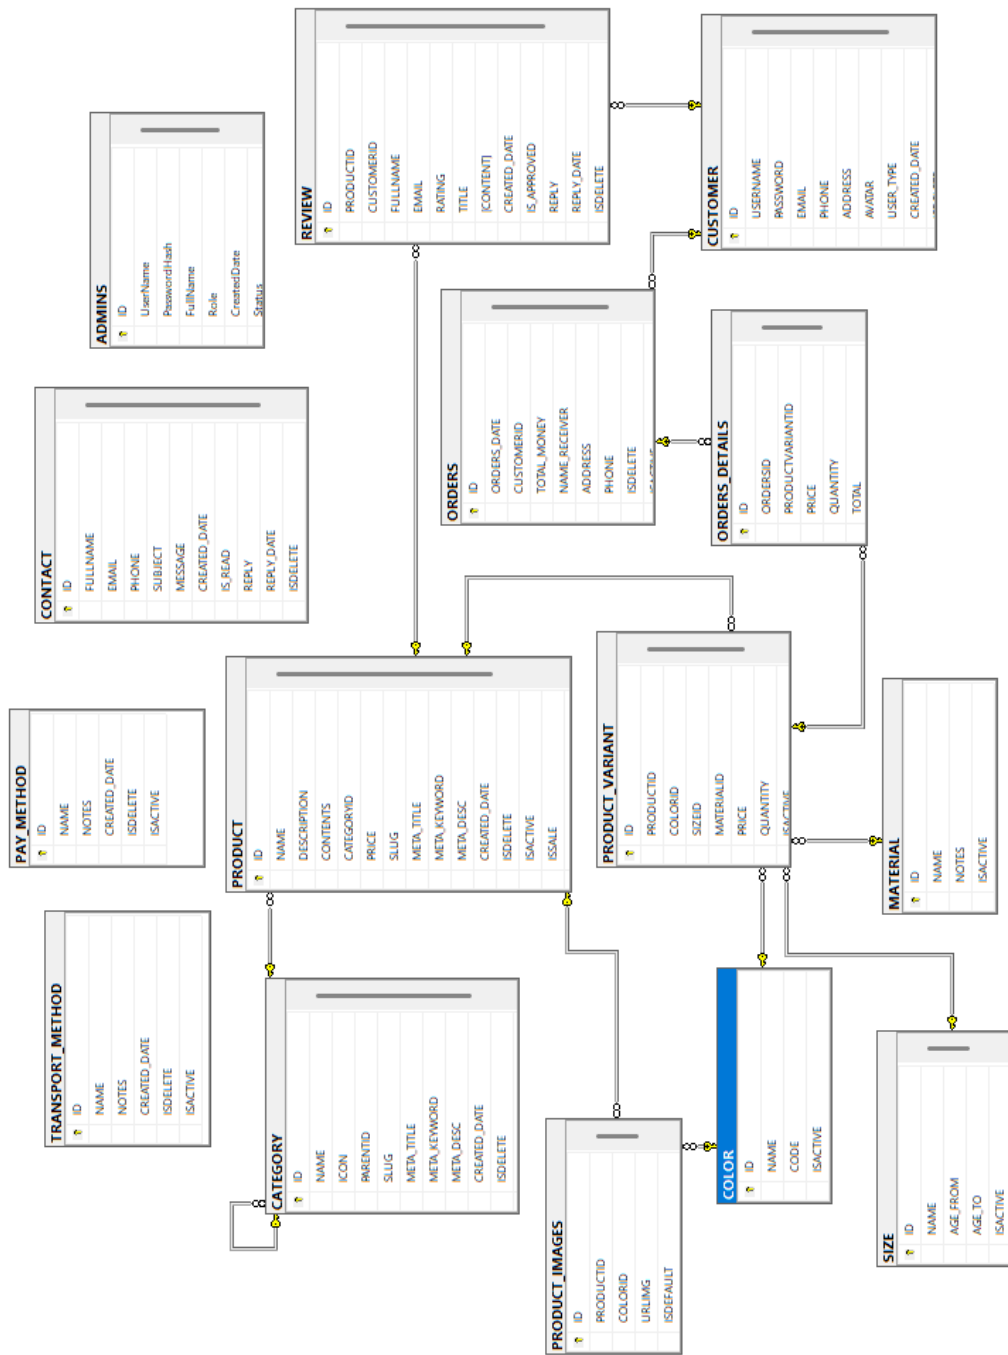 TRANSPORT_METHOD
ID
NAME
NOTES
CREATED_DATE
ISDELETE
ISACTIVE
PAY_METHOD
ID
NAME
NOTES
CREATED_DATE
ISDELETE
ISACTIVE
CONTACT
ID
FULLNAME
EMAIL
PHONE
SUBJECT
MESSAGE
CREATED_DATE
IS_READ
REPLY
REPLY_DATE
ISDELETE
ADMINS
ID
UserName
PasswordHash
FullName
Role
CreatedDate
Status
CATEGORY
ID
NAME
ICON
PARENTID
SLUG
META_TITLE
META_KEYWORD
META_DESC
CREATED_DATE
ISDELETE
PRODUCT
ID
NAME
DESCRIPTION
CONTENTS
CATEGORYID
PRICE
SLUG
META_TITLE
META_KEYWORD
META_DESC
CREATED_DATE
ISDELETE
ISACTIVE
ISSALE
REVIEW
ID
PRODUCTID
CUSTOMERID
FULLNAME
EMAIL
RATING
TITLE
[CONTENT]
CREATED_DATE
IS_APPROVED
REPLY
REPLY_DATE
ISDELETE
ORDERS
ID
ORDERS_DATE
CUSTOMERID
TOTAL_MONEY
NAME_RECEIVER
ADDRESS
PHONE
ISDELETE
PRODUCT_IMAGES
ID
PRODUCTID
COLORID
URLIMG
ISDEFAULT
PRODUCT_VARIANT
ID
PRODUCTID
COLORID
SIZEID
MATERIALID
PRICE
QUANTITY
ISACTIVE
ORDERS_DETAILS
ID
ORDERSID
PRODUCTVARIANTID
PRICE
QUANTITY
TOTAL
CUSTOMER
ID
USERNAME
PASSWORD
EMAIL
PHONE
ADDRESS
AVATAR
USER_TYPE
CREATED_DATE
COLOR
ID
NAME
CODE
ISACTIVE
SIZE
ID
NAME
AGE_FROM
AGE_TO
ISACTIVE
MATERIAL
ID
NAME
NOTES
ISACTIVE